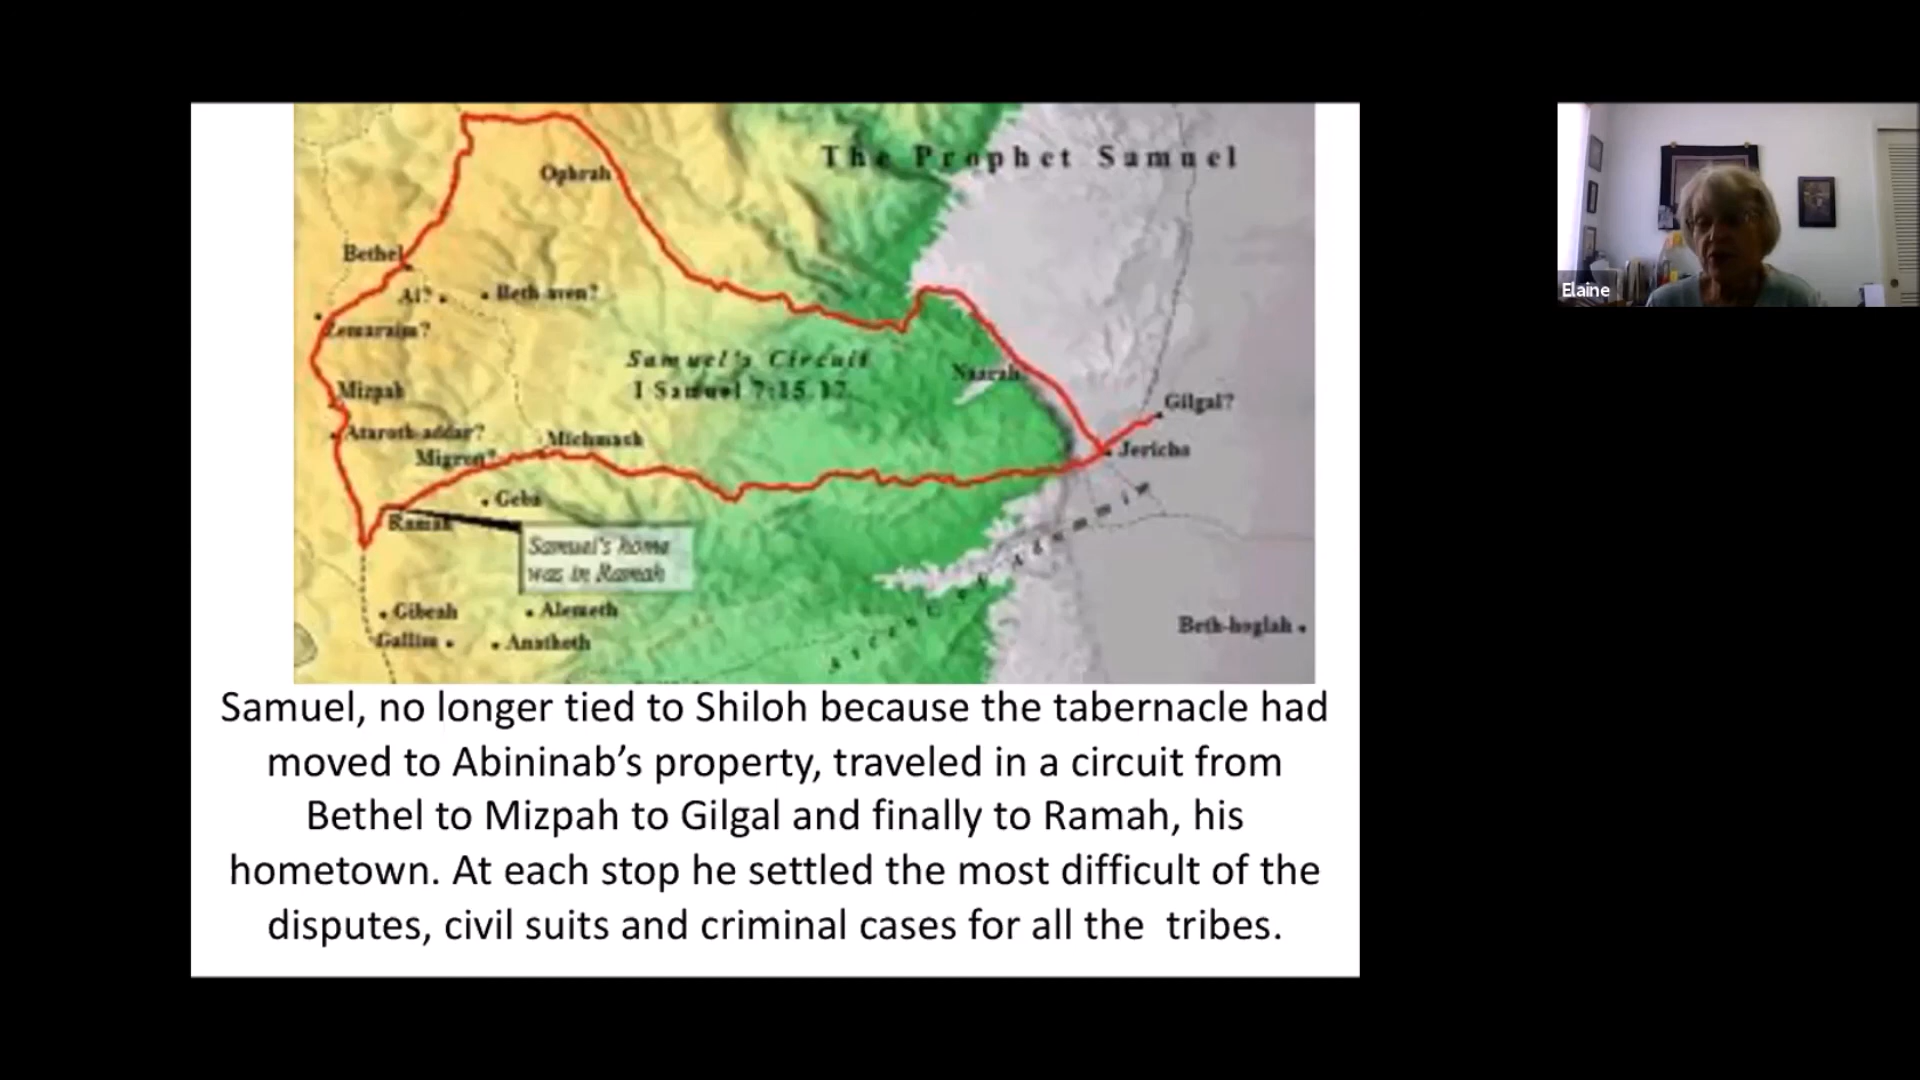 The Prophet Samuel
Ophrah
Bethel
Ai?
Beth-aven?
Zemaraim?
Samuel's Circuit
I Samuel 7:15-17
Naarah
Mizpah
Gilgal?
Ataroth-addar?
Michmash
Jericho
Migron?
Geba
Ramah
Samuel's home
was in Ramah
Gibeah
Alemeth
Gallim
Anathoth
Beth-hoglah
Samuel, no longer tied to Shiloh because the tabernacle had
moved to Abininab’s property, traveled in a circuit from
Bethel to Mizpah to Gilgal and finally to Ramah, his
hometown. At each stop he settled the most difficult of the
disputes, civil suits and criminal cases for all the  tribes.
Elaine